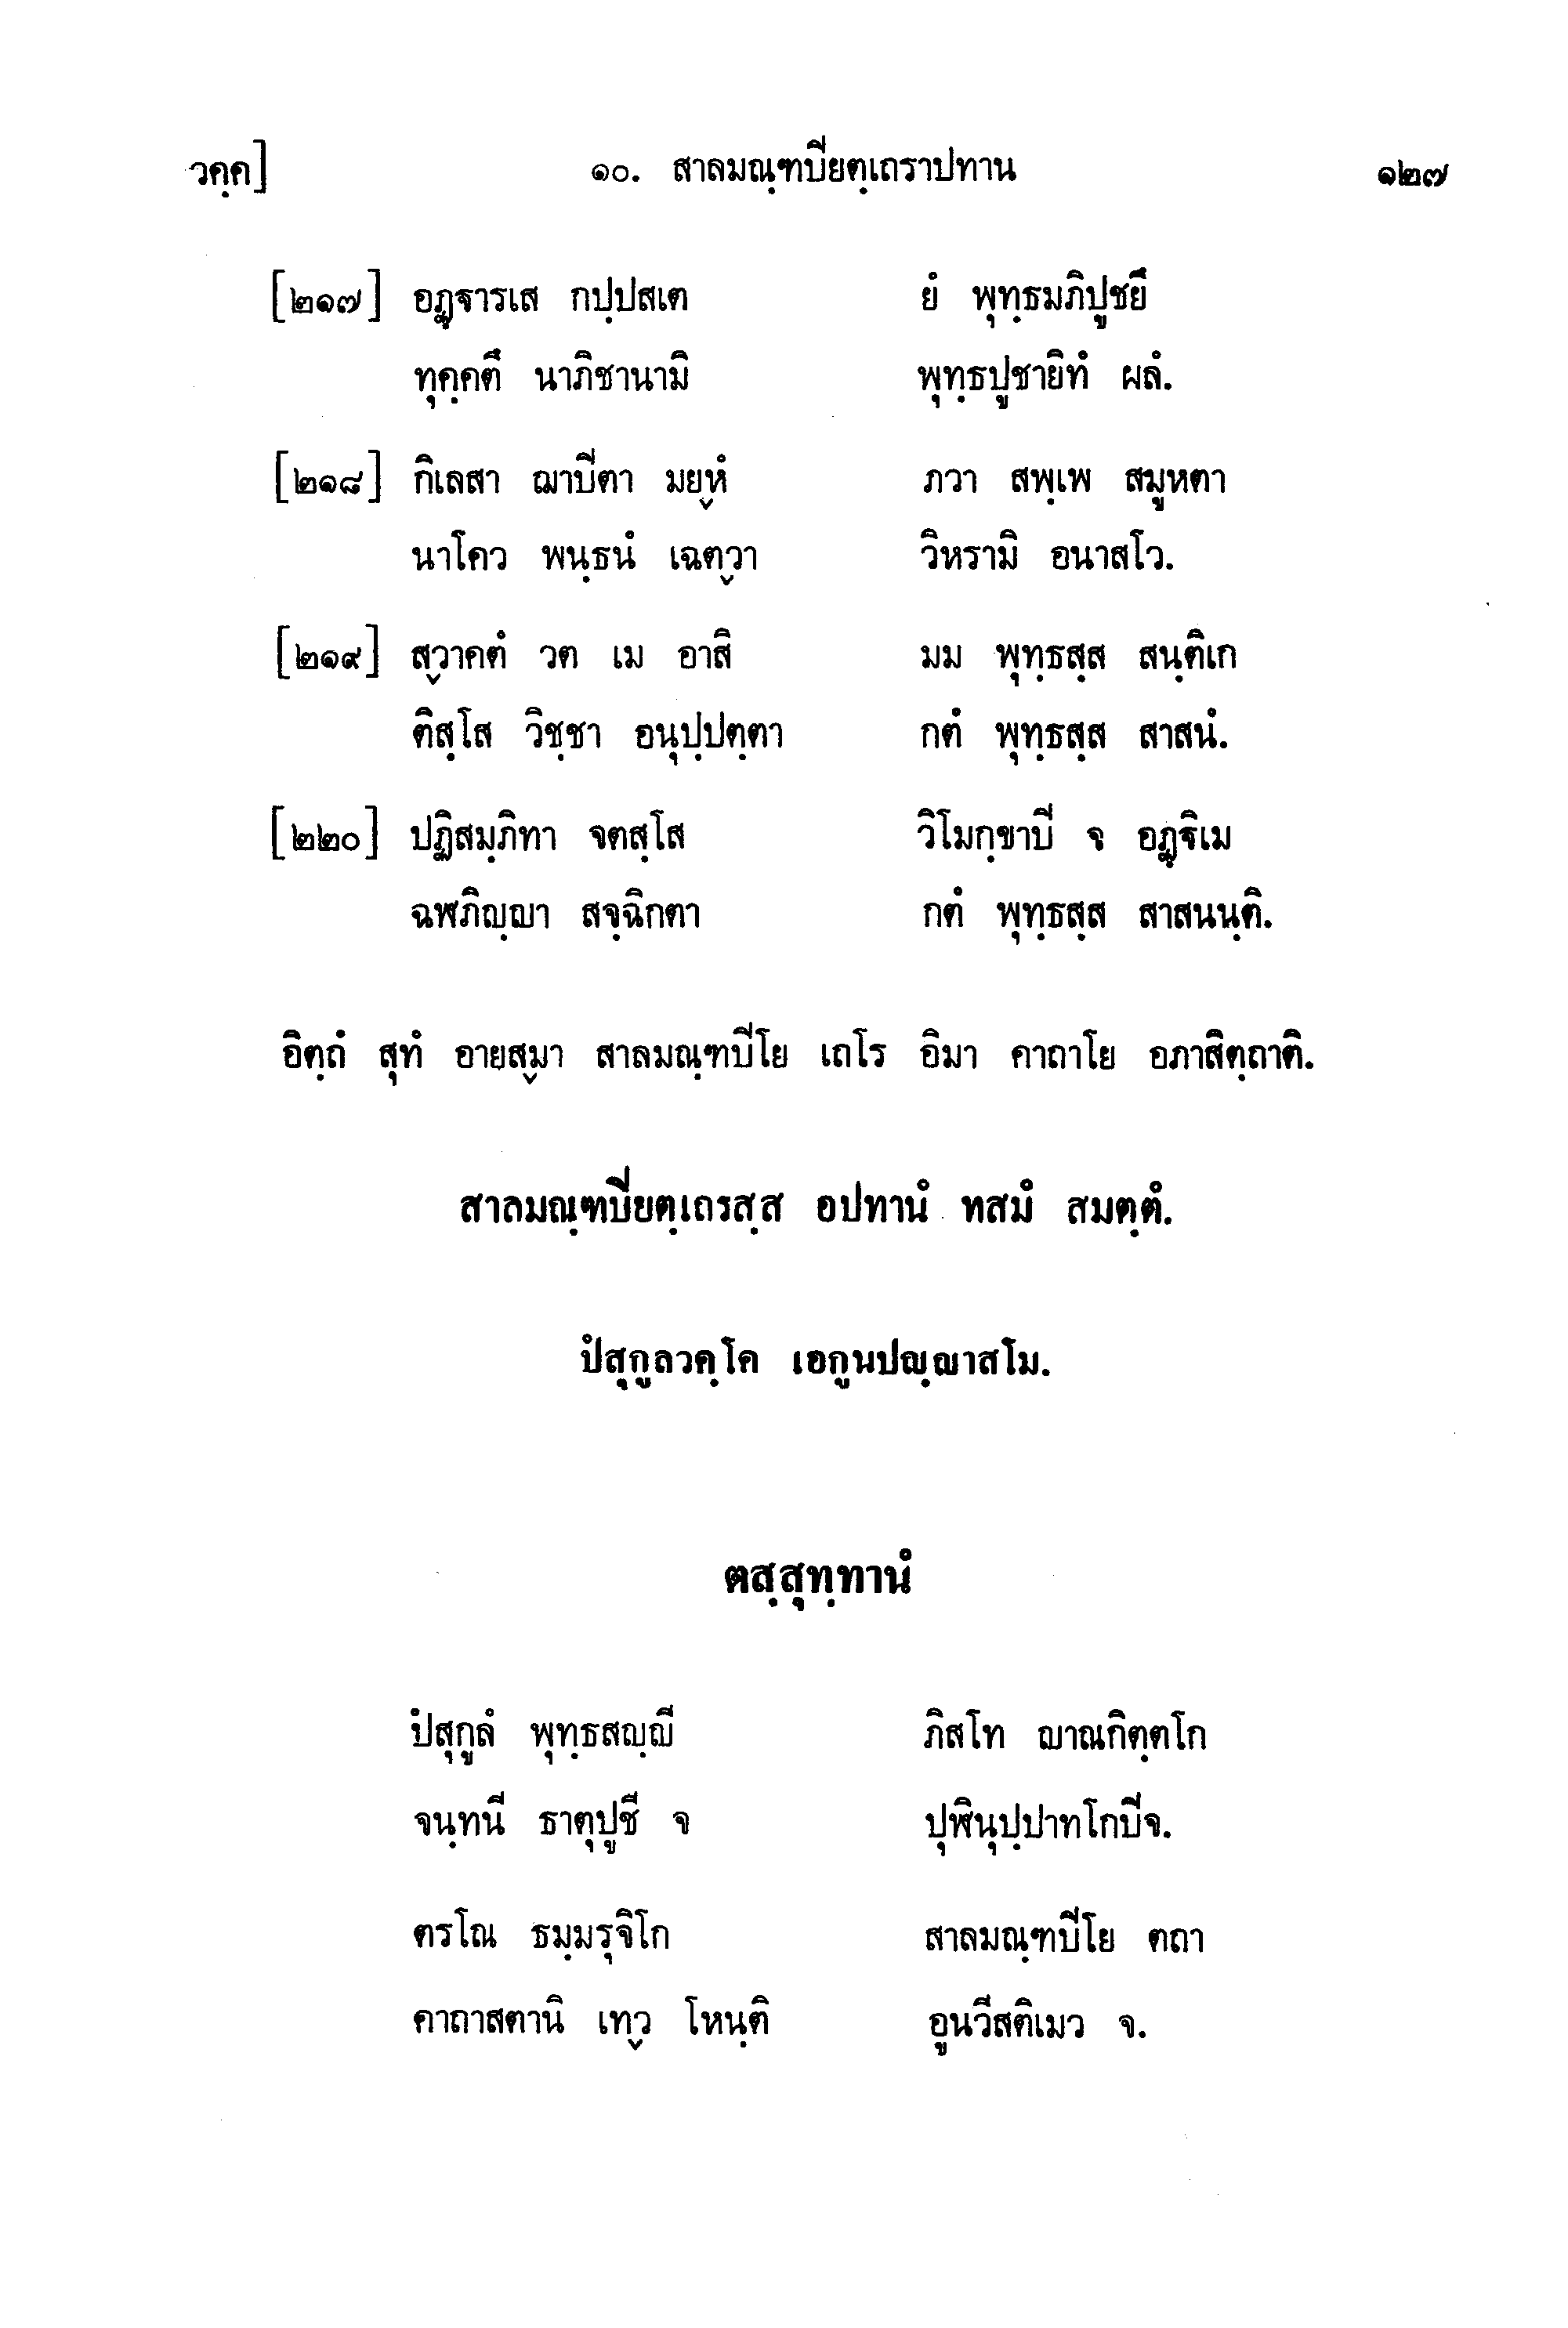 วคฺค] ๑๐. สาลมณฺฑปิยตฺเถราปทาน ๑๒๗
[๒๑๗] อฏฺฐารเส กปฺปสเต ยํ พุทฺธมภิปูชยึ
ทุคฺคตึ นาภิชานามิ พุทฺธปูชายิทํ ผลํ.
[๒๑๘] กิเลสา ฌาปีตา มยฺหํ ภวา สพฺเพ สมูหตา
นาโคว พนฺธนํ เฉตฺวา วิหรามิ อนาสโว.
[๒๑๙] สฺวาคตํ วต เม อาสิ มม พุทฺธสฺส สนฺติเก
ติสฺโส วิชฺชา อนุปฺปตฺตา กตํ พุทฺธสฺส สาสนํ.
[๒๒๐] ปฏิสมฺภิทา จตสฺโส วิโมกฺขาปี จ อฏฺฐิเม
ฉฬภิญฺญา สจฺฉิกตา กตํ พุทฺธสฺส สาสนนฺติ.
อิตฺถํ สุทํ อายสฺมา สาลมณฺฑปีโย เถโร อิมา คาถาโย อภาสิตฺถาติ.
สาลมณฺฑปียตฺเถรสฺส อปทานํ ทสมํ สมตฺตํ.
ปํสุกูลวคฺโค เอกูนปญฺญาสโม.
ตสฺสุทฺทานํ
ปํสุกูลํ พุทฺธสญฺญี ภิสโท ญาณกิตฺตโก
จนฺทนี ธาตุปูชี จ ปุฬินุปฺปาทโกปีจ.
ตรโณ ธมฺมรุจิโก สาลมณฺฑปีโย ตถา
คาถาสตานิ เทฺว โหนฺติ อูนวีสติเมว จ.